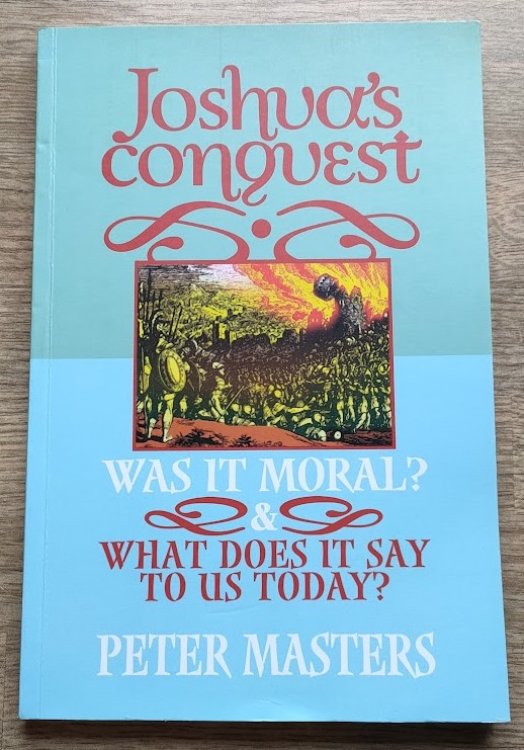 Joshua's
conquest
WAS IT MORAL?
&
WHAT DOES IT SAY
TO US TODAY?
PETER MASTERS